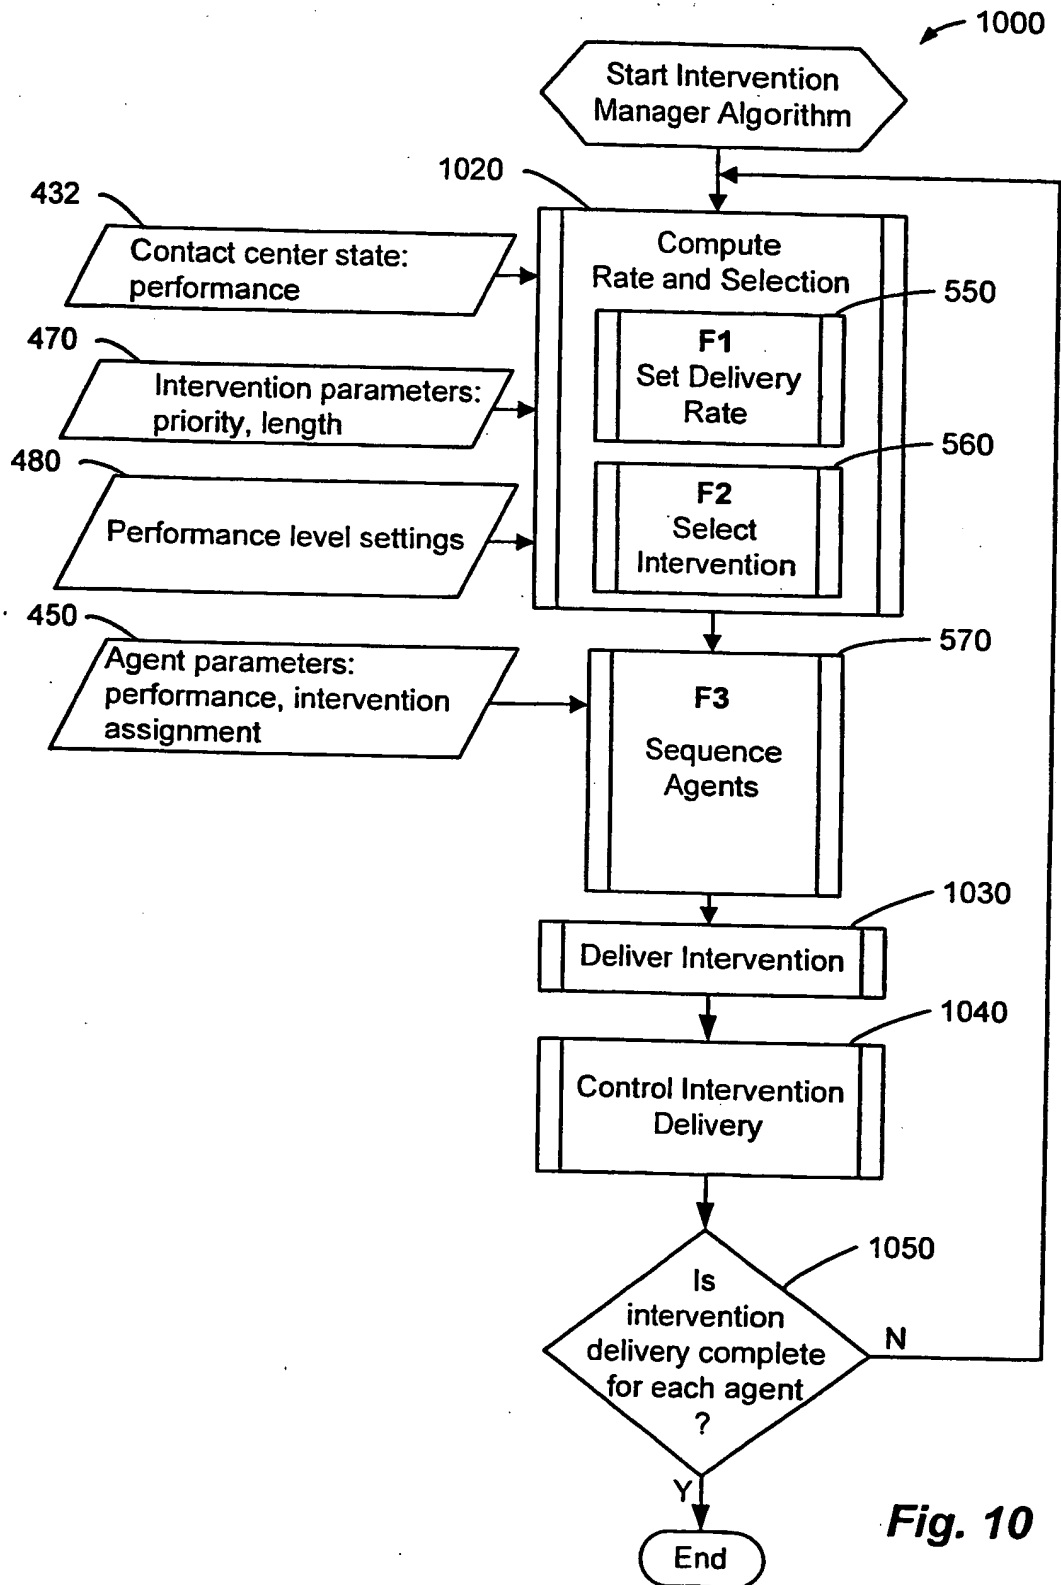 1000
Start Intervention
Manager Algorithm
1020
432
Contact center state:
performance
Compute
Rate and Selection
550
470
F1
Set Delivery
Rate
Intervention parameters:
priority, length
480
560
F2
Select
Intervention
Performance level settings
450
570
Agent parameters:
performance, intervention
assignment
F3
Sequence
Agents
1030
Deliver Intervention
1040
Control Intervention
Delivery
1050
Is
intervention
delivery complete
for each agent
?
N
Y
End
Fig. 10